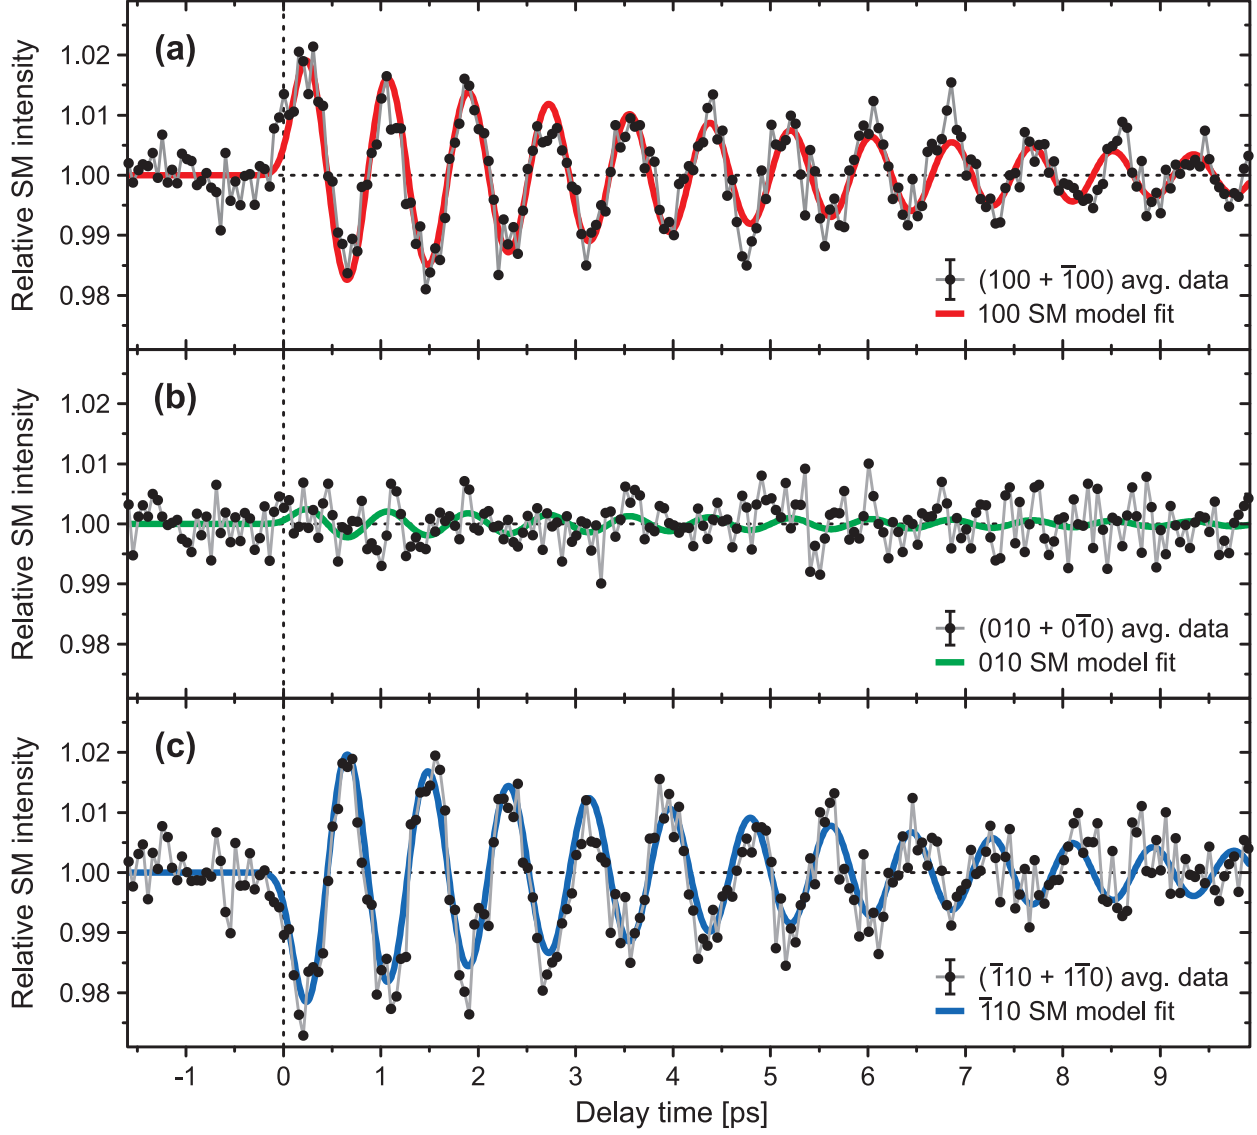 (a)
Relative SM intensity
1.02
1.01
1.00
0.99
0.98
(100 + 1̅00) avg. data
100 SM model fit
(b)
Relative SM intensity
1.02
1.01
1.00
0.99
0.98
(010 + 01̅0) avg. data
010 SM model fit
(c)
Relative SM intensity
1.02
1.01
1.00
0.99
0.98
(1̅10 + 11̅0) avg. data
1̅10 SM model fit
-1 0 1 2 3 4 5 6 7 8 9
Delay time [ps]